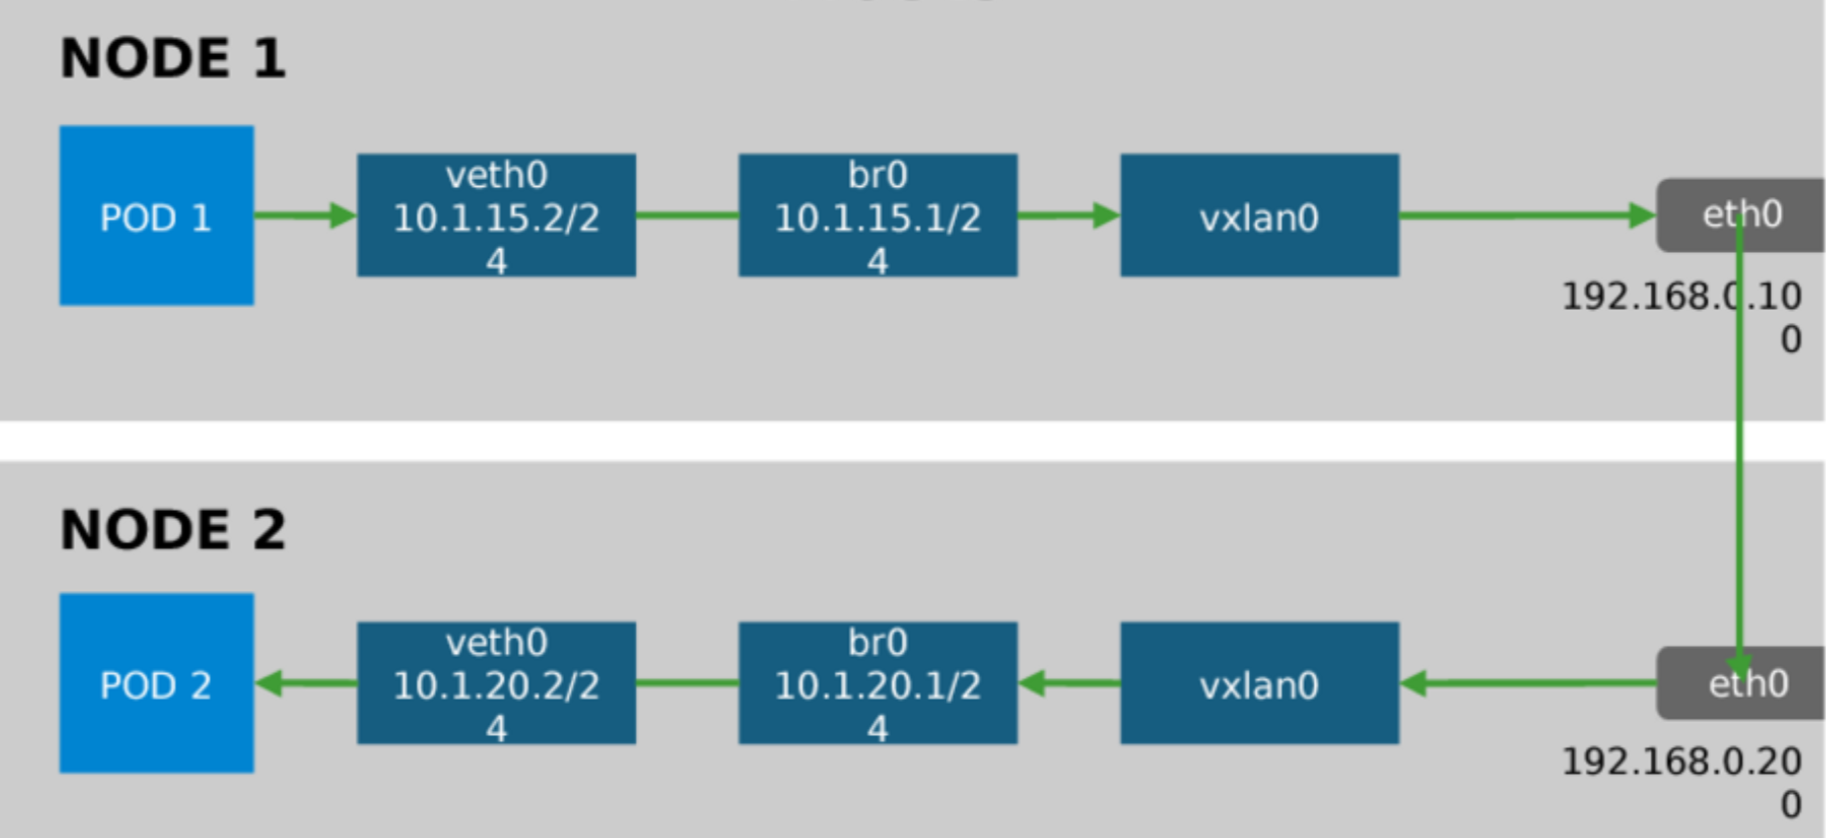 NODE 1
POD 1
veth0
10.1.15.2/2
4
br0
10.1.15.1/2
4
vxlan0
eth0
192.168.0.10
0
NODE 2
POD 2
veth0
10.1.20.2/2
4
br0
10.1.20.1/2
4
vxlan0
eth0
192.168.0.20
0